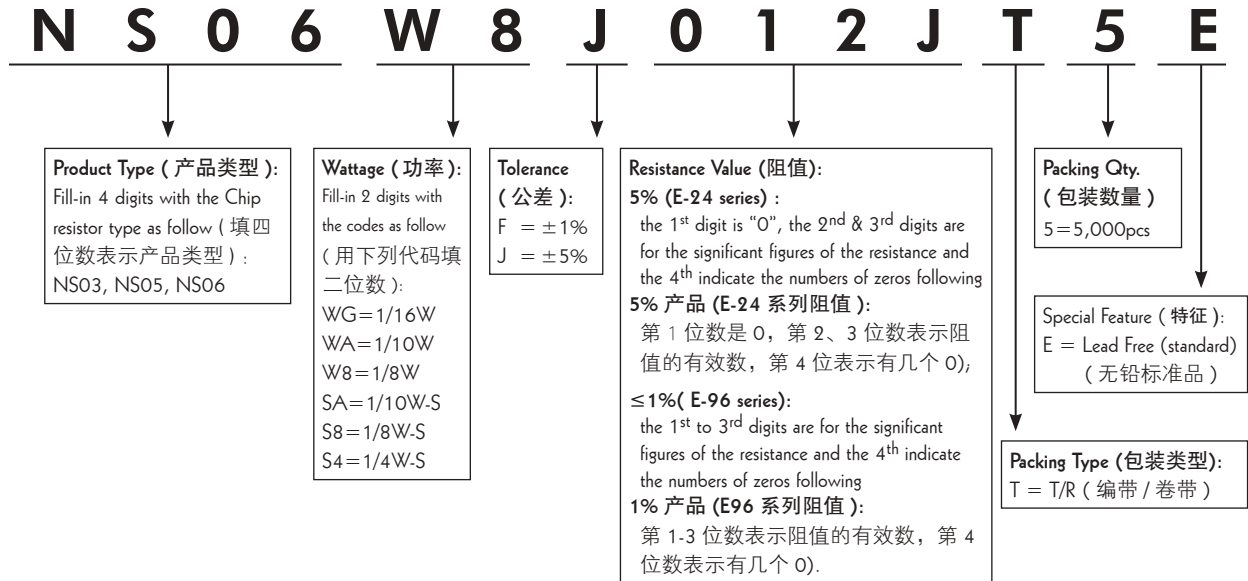 NS06 W8 J 012J T 5 E
Product Type ( 产品类型 ):
Fill-in 4 digits with the Chip
resistor type as follow ( 填四
位数表示产品类型 ) :
NS03, NS05, NS06
Wattage ( 功率 ):
Fill-in 2 digits with
the codes as follow
( 用下列代码填
二位数 ):
WG=1/16W
WA=1/10W
W8=1/8W
SA=1/10W-S
S8=1/8W-S
S4=1/4W-S
Tolerance
( 公差 ):
F = ±1%
J = ±5%
Resistance Value (阻值):
5% (E-24 series) :
the 1st digit is "0", the 2nd & 3rd digits are
for the significant figures of the resistance and
the 4th indicate the numbers of zeros following
5% 产品 (E-24 系列阻值 ):
第 1 位数是 0，第 2、3 位数表示阻
值的有效数，第 4 位表示有几个 0);
≤1%( E-96 series):
the 1st to 3rd digits are for the significant
figures of the resistance and the 4th indicate
the numbers of zeros following
1% 产品 (E96 系列阻值 ):
第 1-3 位数表示阻值的有效数，第 4
位数表示有几个 0).
Packing Qty.
( 包装数量 )
5=5,000pcs
Special Feature ( 特征 ):
E = Lead Free (standard)
( 无铅标准品 )
Packing Type (包装类型):
T = T/R ( 编带 / 卷带 )